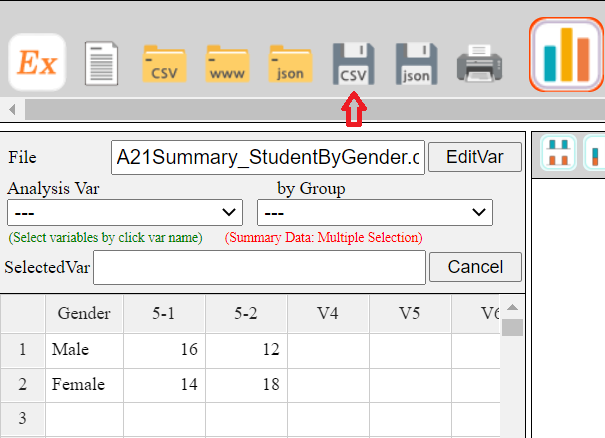 Ex
CSV
www
json
CSV
json
File A21Summary_StudentByGender.c EditVar
Analysis Var by Group
--- ---
(Select variables by click var name) (Summary Data: Multiple Selection)
SelectedVar Cancel
Gender 5-1 5-2 V4 V5 V6
1 Male 16 12
2 Female 14 18
3